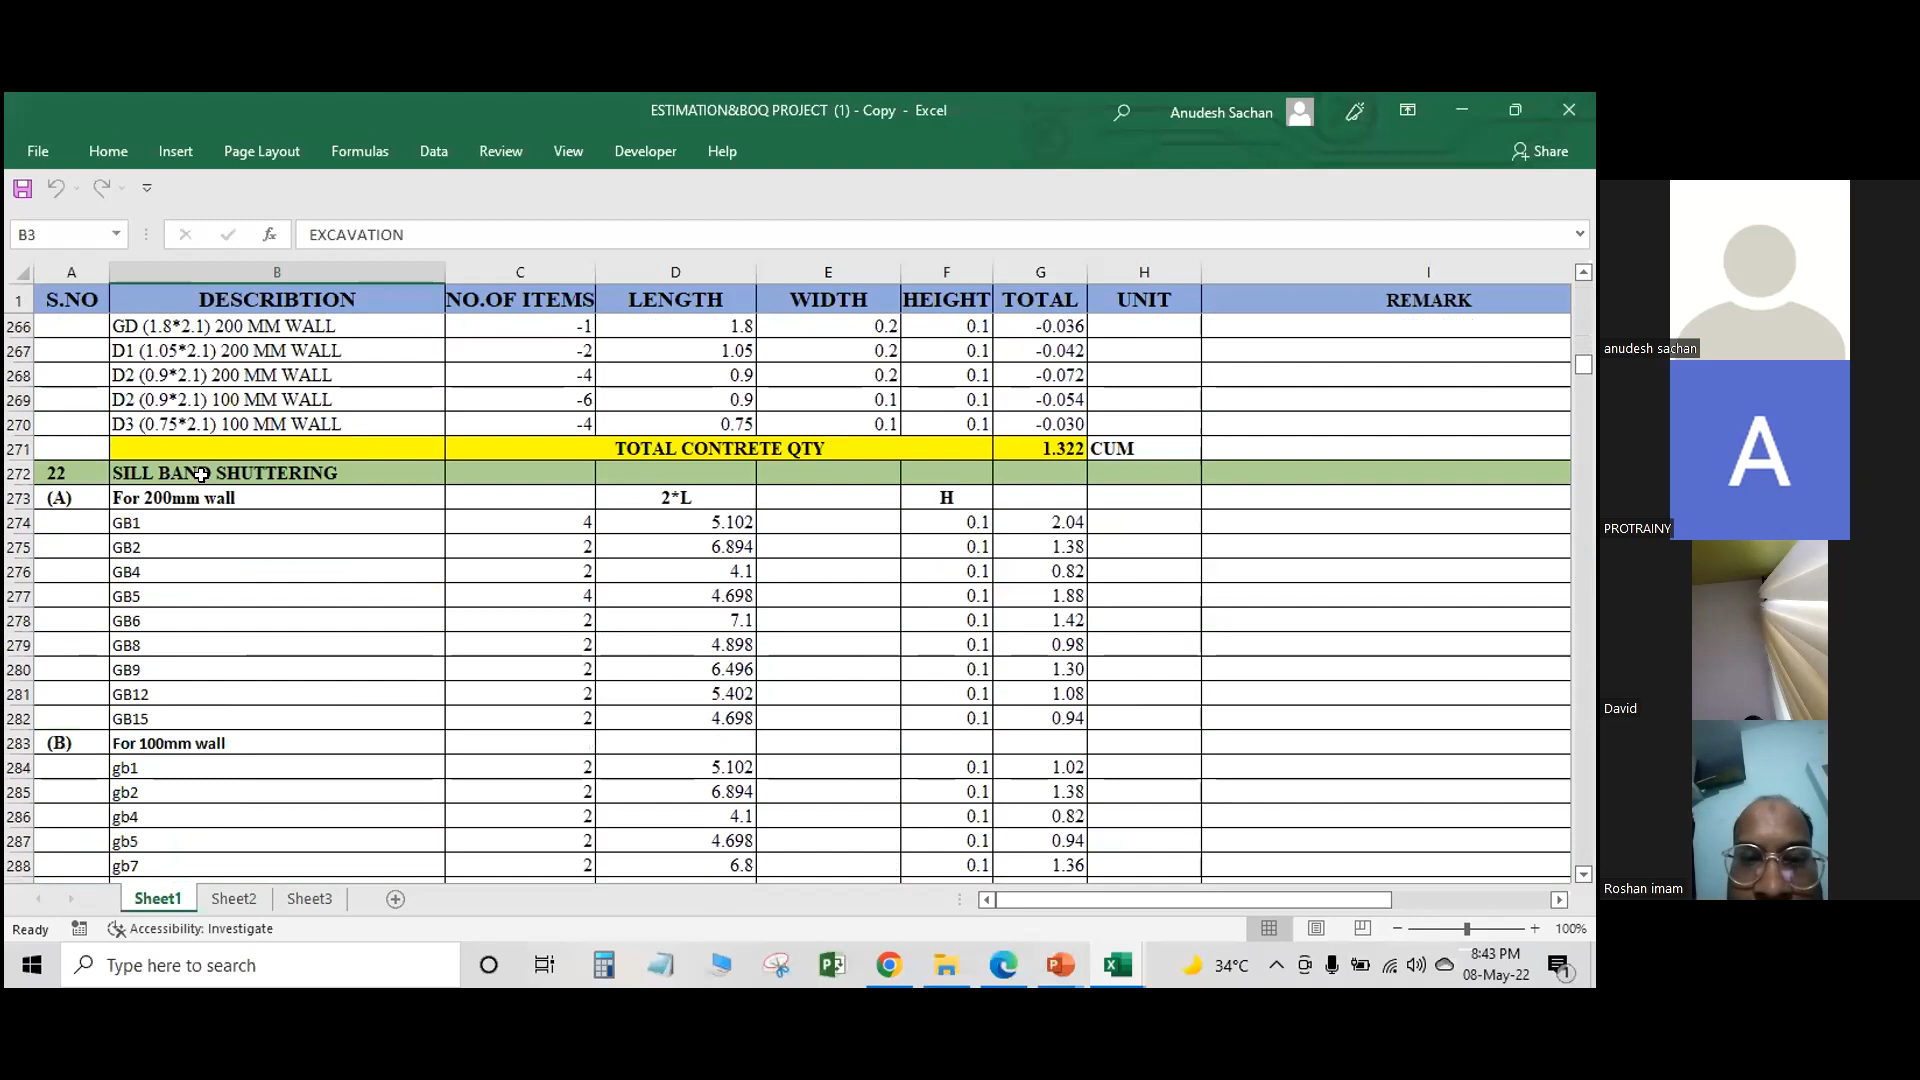 ESTIMATION&BOQ PROJECT (1) - Copy - Excel
Anudesh Sachan
File Home Insert Page Layout Formulas Data Review View Developer Help Share
B3 fx EXCAVATION
A B C D E F G H I
1 S.NO DESCRIBTION NO.OF ITEMS LENGTH WIDTH HEIGHT TOTAL UNIT REMARK
266 GD (1.8*2.1) 200 MM WALL -1 1.8 0.2 0.1 -0.036
267 D1 (1.05*2.1) 200 MM WALL -2 1.05 0.2 0.1 -0.042
268 D2 (0.9*2.1) 200 MM WALL -4 0.9 0.2 0.1 -0.072
269 D2 (0.9*2.1) 100 MM WALL -6 0.9 0.1 0.1 -0.054
270 D3 (0.75*2.1) 100 MM WALL -4 0.75 0.1 0.1 -0.030
271 TOTAL CONTRETE QTY 1.322 CUM
272 22 SILL BAND SHUTTERING
273 (A) For 200mm wall 2*L H
274 GB1 4 5.102 0.1 2.04
275 GB2 2 6.894 0.1 1.38
276 GB4 2 4.1 0.1 0.82
277 GB5 4 4.698 0.1 1.88
278 GB6 2 7.1 0.1 1.42
279 GB8 2 4.898 0.1 0.98
280 GB9 2 6.496 0.1 1.30
281 GB12 2 5.402 0.1 1.08
282 GB15 2 4.698 0.1 0.94
283 (B) For 100mm wall
284 gb1 2 5.102 0.1 1.02
285 gb2 2 6.894 0.1 1.38
286 gb4 2 4.1 0.1 0.82
287 gb5 2 4.698 0.1 0.94
288 gb7 2 6.8 0.1 1.36
Sheet1 Sheet2 Sheet3
Ready Accessibility: Investigate 100%
Type here to search 34°C 8:43 PM
08-May-22 1
anudesh sachan
A
PROTRAINY
David
Roshan imam